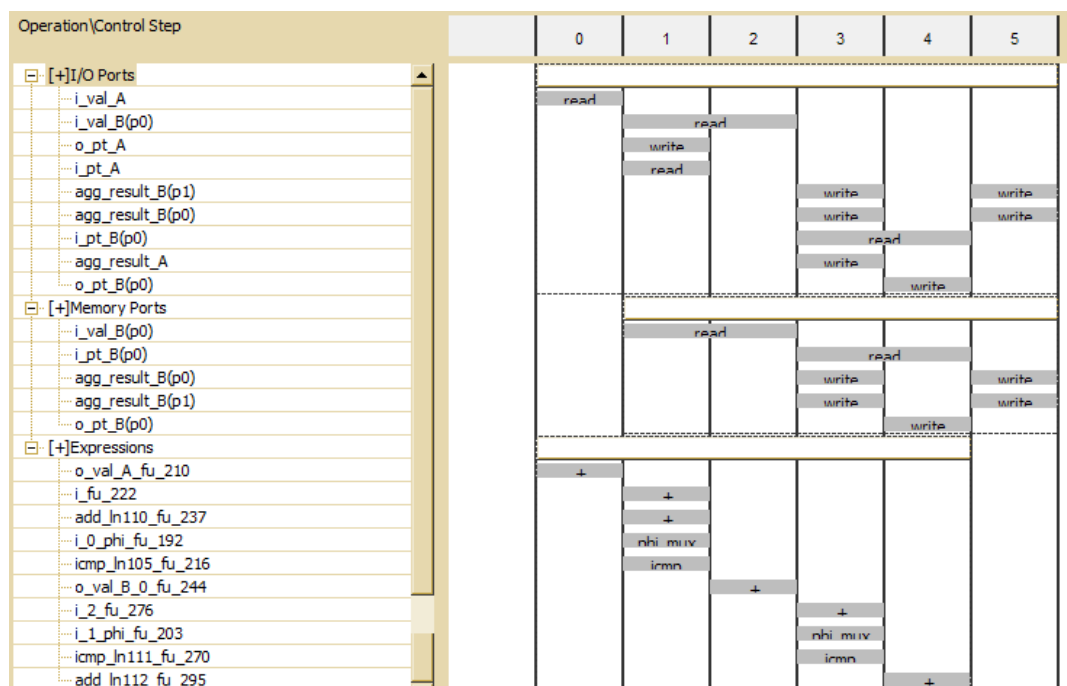 Operation\Control Step
0 1 2 3 4 5
[+]I/O Ports
i_val_A read
i_val_B(p0) read
o_pt_A write
i_pt_A read
agg_result_B(p1) write write
agg_result_B(p0) write write
i_pt_B(p0) read
agg_result_A write
o_pt_B(p0) write
[+]Memory Ports
i_val_B(p0) read
i_pt_B(p0) read
agg_result_B(p0) write write
agg_result_B(p1) write write
o_pt_B(p0) write
[+]Expressions
o_val_A_fu_210 +
i_fu_222 +
add_ln110_fu_237 +
i_0_phi_fu_192 phi_mux
icmp_ln105_fu_216 icmp
o_val_B_0_fu_244 +
i_2_fu_276 +
i_1_phi_fu_203 phi_mux
icmp_ln111_fu_270 icmp
add_ln112_fu_295 +